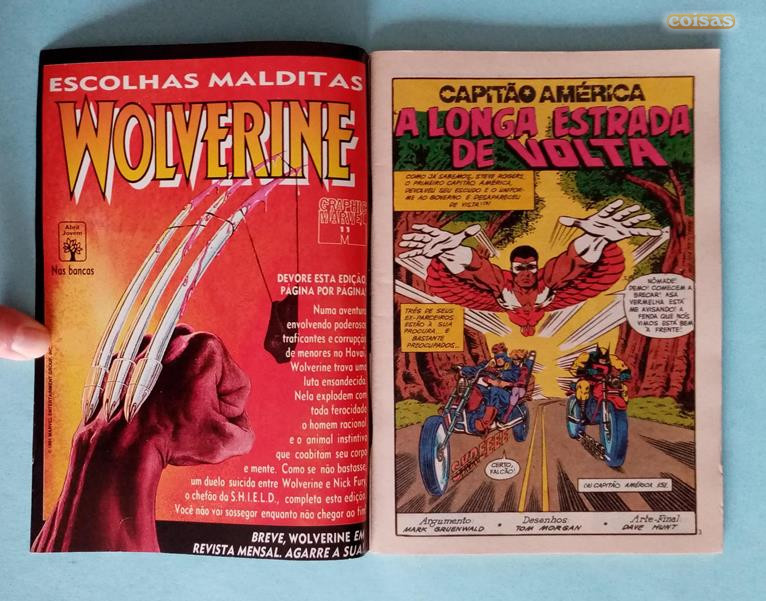 coisas
ESCOLHAS MALDITAS
WOLVERINE
GRAPHIC
MARVEL
11
M
Abril
Jovem
Nas bancas
DEVORE ESTA EDIÇÃO,
PÁGINA POR PÁGINA!
Numa aventura
envolvendo poderosos
traficantes e corrupção
de menores no Havaí,
Wolverine trava uma
luta ensandecida.
Nela explodem com
toda ferocidade
o homem racional
e o animal instintivo
que coabitam seu corpo
e mente. Como se não bastasse,
um duelo suicida entre Wolverine e Nick Fury,
o chefão da S.H.I.E.L.D., completa esta edição.
Você não vai sossegar enquanto não chegar ao fim!
BREVE, WOLVERINE EM
REVISTA MENSAL. AGARRE A SUA!
© 1991 MARVEL ENTERTAINMENT GROUP, INC.
CAPITÃO AMÉRICA
A LONGA ESTRADA
DE VOLTA
COMO JÁ SABEMOS, STEVE ROGERS,
O PRIMEIRO CAPITÃO AMÉRICA,
DEVOLVEU SEU ESCUDO E O UNIFOR-
ME AO GOVERNO E DESAPARECEU
DE VISTA!(*)
NÔMADE!
DEMO! COMECEM A
BRECAR! ASA
VERMELHA ESTÁ
ME AVISANDO! A
FENDA QUE NÓS
VIMOS ESTÁ BEM
À FRENTE!
TRÊS DE SEUS
EX-PARCEIROS
ESTÃO À SUA
PROCURA... E
BASTANTE
PREOCUPADOS...
CERTO,
FALCÃO!
(*) CAPITÃO AMÉRICA 151.
Argumento: • Desenhos: • Arte-Final:
MARK GRUENWALD TOM MORGAN DAVE HUNT
3